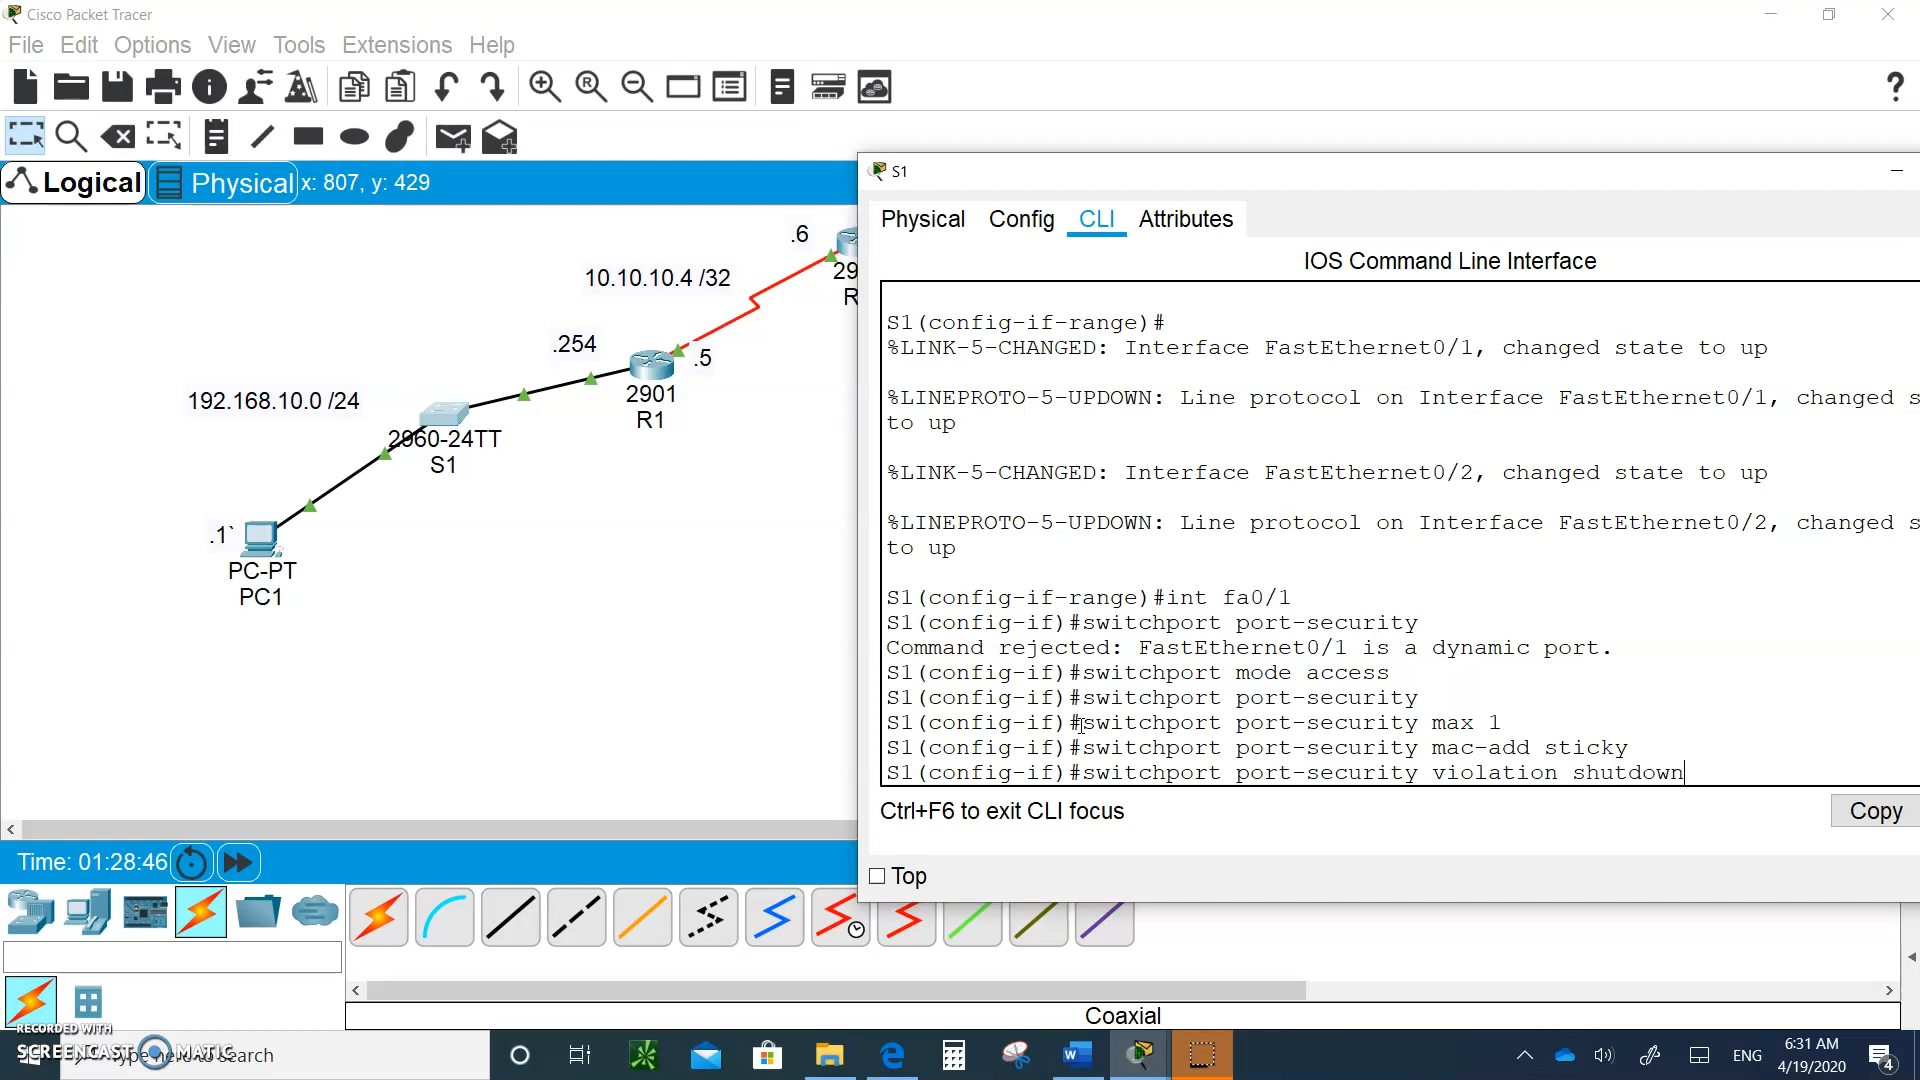 Cisco Packet Tracer
File Edit Options View Tools Extensions Help
?
Logical Physical x: 807, y: 429
S1
Physical Config CLI Attributes
IOS Command Line Interface
.6
10.10.10.4 /32
29
R
.254
.5
2901
R1
192.168.10.0 /24
2960-24TT
S1
.1`
PC-PT
PC1
S1(config-if-range)#
%LINK-5-CHANGED: Interface FastEthernet0/1, changed state to up
%LINEPROTO-5-UPDOWN: Line protocol on Interface FastEthernet0/1, changed s
to up
%LINK-5-CHANGED: Interface FastEthernet0/2, changed state to up
%LINEPROTO-5-UPDOWN: Line protocol on Interface FastEthernet0/2, changed s
to up
S1(config-if-range)#int fa0/1
S1(config-if)#switchport port-security
Command rejected: FastEthernet0/1 is a dynamic port.
S1(config-if)#switchport mode access
S1(config-if)#switchport port-security
S1(config-if)#switchport port-security max 1
S1(config-if)#switchport port-security mac-add sticky
S1(config-if)#switchport port-security violation shutdown
Ctrl+F6 to exit CLI focus
Copy
Top
Time: 01:28:46
Coaxial
RECORDED WITH
SCREENCAST MATIC
Type here to search
ENG
6:31 AM
4/19/2020
4